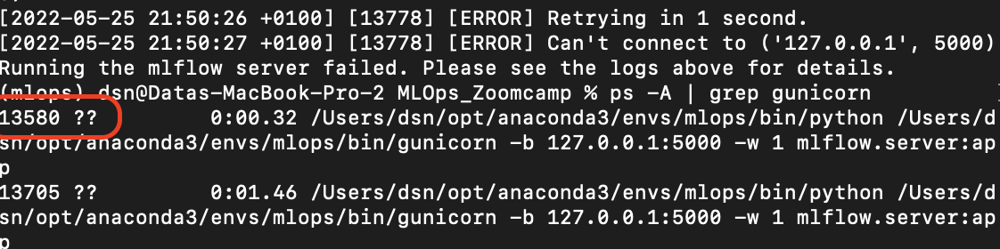 [2022-05-25 21:50:26 +0100] [13778] [ERROR] Retrying in 1 second.
[2022-05-25 21:50:27 +0100] [13778] [ERROR] Can't connect to ('127.0.0.1', 5000)
Running the mlflow server failed. Please see the logs above for details.
(mlops) dsn@Datas-MacBook-Pro-2 MLOps_Zoomcamp % ps -A | grep gunicorn
13580 ?? 0:00.32 /Users/dsn/opt/anaconda3/envs/mlops/bin/python /Users/d
sn/opt/anaconda3/envs/mlops/bin/gunicorn -b 127.0.0.1:5000 -w 1 mlflow.server:ap
p
13705 ?? 0:01.46 /Users/dsn/opt/anaconda3/envs/mlops/bin/python /Users/d
sn/opt/anaconda3/envs/mlops/bin/gunicorn -b 127.0.0.1:5000 -w 1 mlflow.server:ap
p